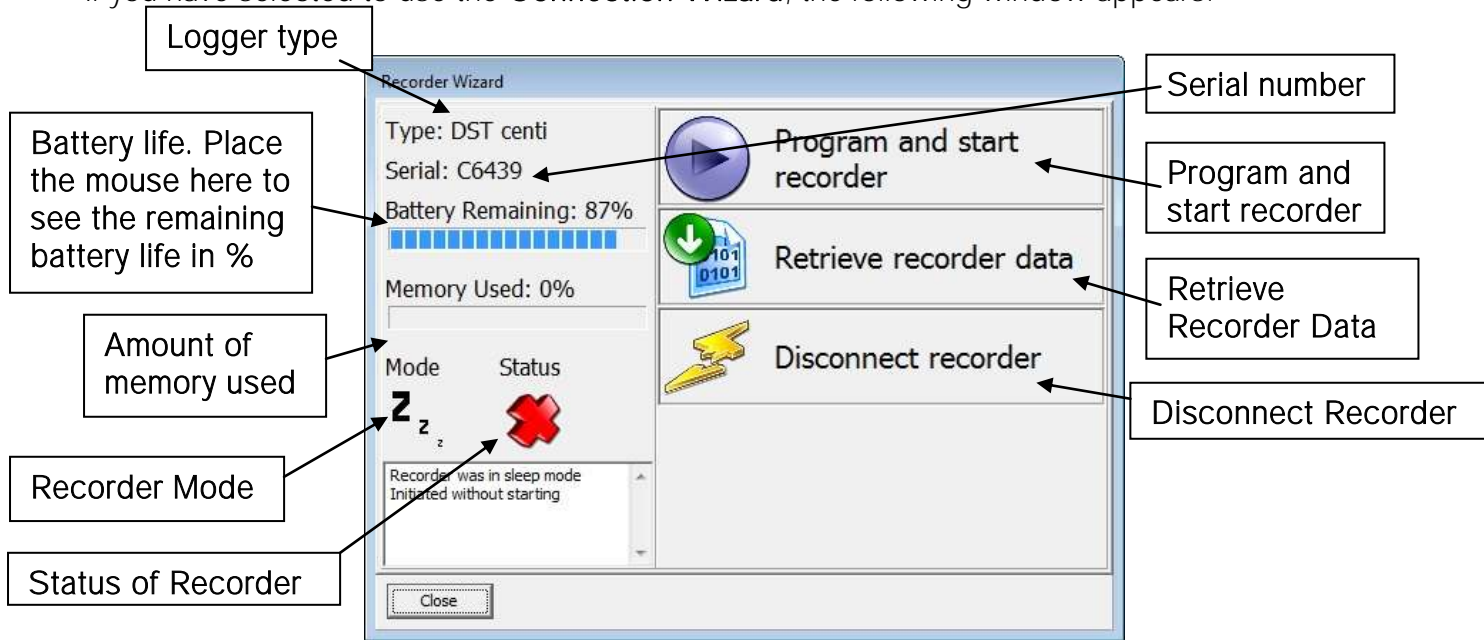 If you have selected to use the Connection Wizard, the following window appears:
Logger type
Recorder Wizard
Serial number
Battery life. Place
the mouse here to
see the remaining
battery life in %
Type: DST centi
Serial: C6439
Battery Remaining: 87%
Memory Used: 0%
Program and start
recorder
Program and
start recorder
Retrieve recorder data
0101
0101
Retrieve
Recorder Data
Amount of
memory used
Mode
Status
Disconnect recorder
Disconnect Recorder
z z z
Recorder Mode
Recorder was in sleep mode
Initiated without starting
Status of Recorder
Close